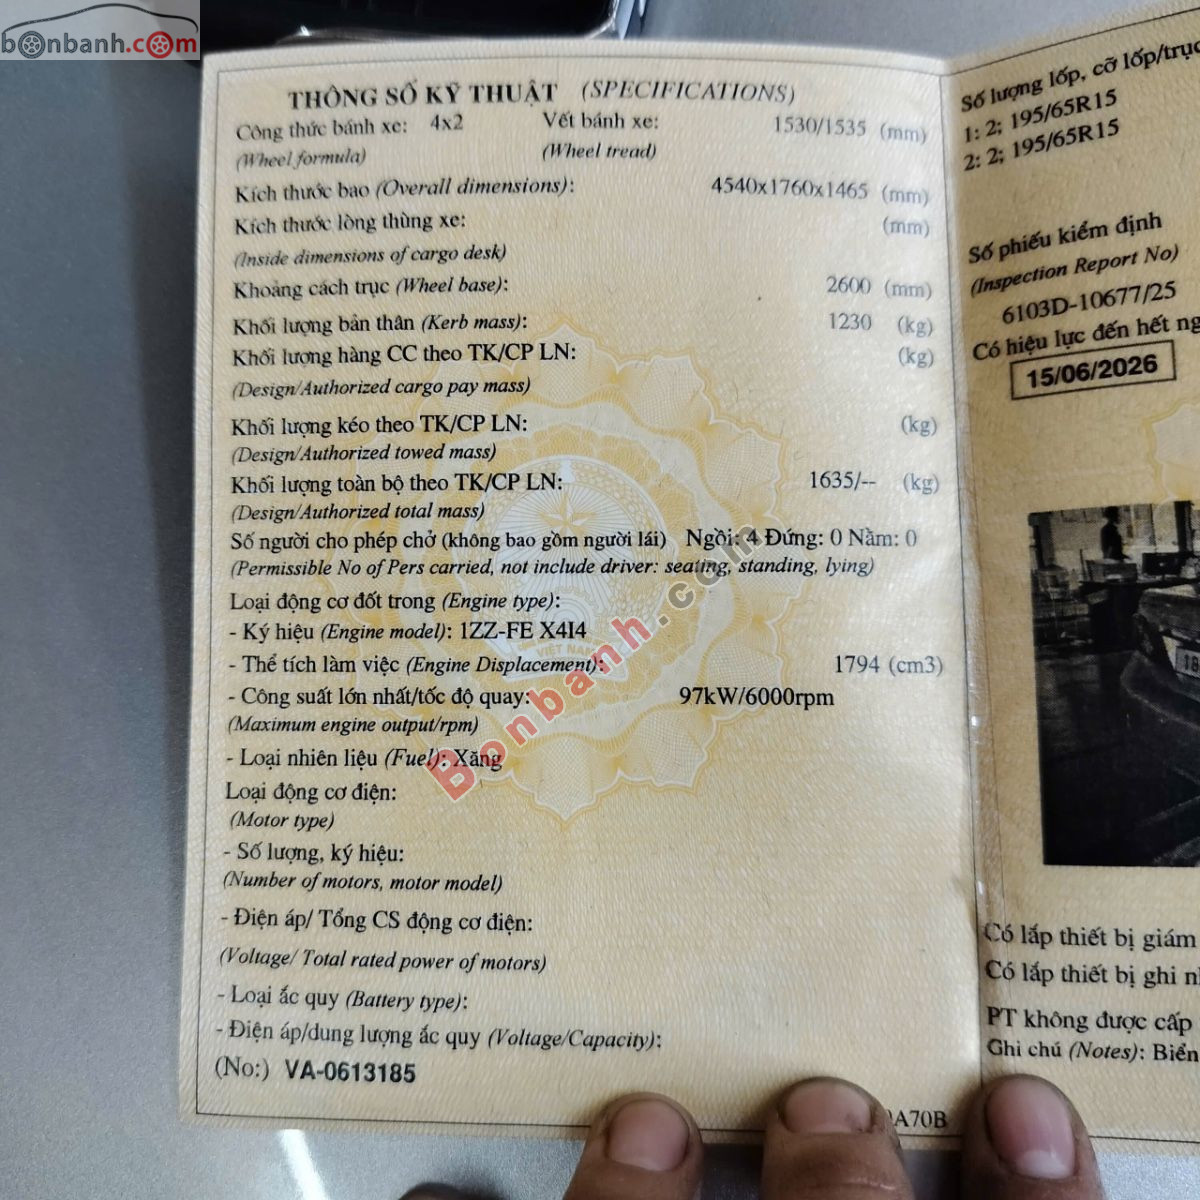 bonbanh.com
THÔNG SỐ KỸ THUẬT (SPECIFICATIONS)
Công thức bánh xe: 4x2 Vết bánh xe: 1530/1535 (mm)
(Wheel formula) (Wheel tread)
Kích thước bao (Overall dimensions): 4540x1760x1465 (mm)
Kích thước lòng thùng xe: (mm)
(Inside dimensions of cargo desk)
Khoảng cách trục (Wheel base): 2600 (mm)
Khối lượng bản thân (Kerb mass): 1230 (kg)
Khối lượng hàng CC theo TK/CP LN: (kg)
(Design/Authorized cargo pay mass)
Khối lượng kéo theo TK/CP LN: (kg)
(Design/Authorized towed mass)
Khối lượng toàn bộ theo TK/CP LN: 1635/-- (kg)
(Design/Authorized total mass)
Số người cho phép chở (không bao gồm người lái) Ngồi: 4 Đứng: 0 Nằm: 0
(Permissible No of Pers carried, not include driver: seating, standing, lying)
Loại động cơ đốt trong (Engine type):
- Ký hiệu (Engine model): 1ZZ-FE X4I4
VIỆT NAM
- Thể tích làm việc (Engine Displacement): 1794 (cm3)
- Công suất lớn nhất/tốc độ quay: 97kW/6000rpm
(Maximum engine output/rpm)
- Loại nhiên liệu (Fuel): Xăng
Loại động cơ điện:
(Motor type)
- Số lượng, ký hiệu:
(Number of motors, motor model)
- Điện áp/ Tổng CS động cơ điện:
(Voltage/ Total rated power of motors)
- Loại ắc quy (Battery type):
- Điện áp/dung lượng ắc quy (Voltage/Capacity):
(No:) VA-0613185
Bonbanh.com
A70B
Số lượng lốp, cỡ lốp/trục
1: 2; 195/65R15
2: 2; 195/65R15
Số phiếu kiểm định
(Inspection Report No)
6103D-10677/25
Có hiệu lực đến hết ng
15/06/2026
Có lắp thiết bị giám
Có lắp thiết bị ghi n
PT không được cấp
Ghi chú (Notes): Biển